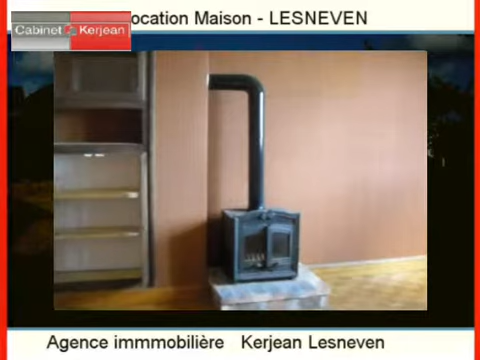 ocation Maison - LESNEVEN
Cabinet Kerjean
Agence immmobilière Kerjean Lesneven